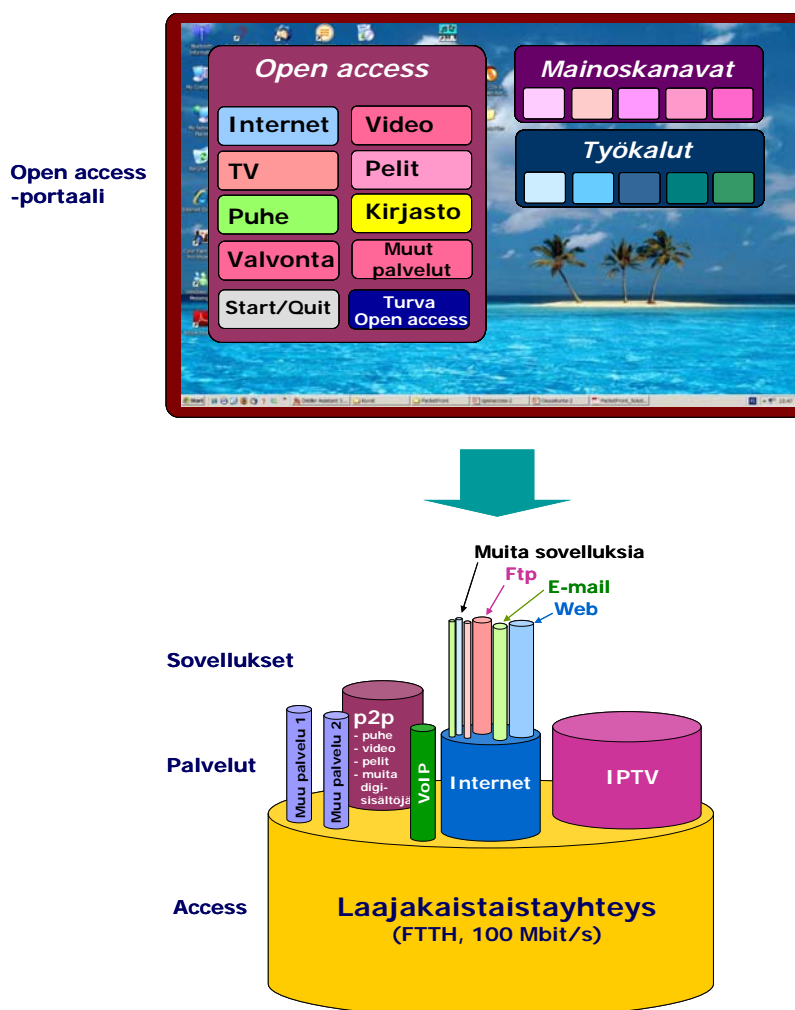 Open access
-portaali
Open access
Internet
Video
TV
Pelit
Puhe
Kirjasto
Valvonta
Muut
palvelut
Start/Quit
Turva
Open access
Mainoskanavat
Työkalut
Start
Muita sovelluksia
Ftp
E-mail
Web
Sovellukset
Palvelut
Access
Muu palvelu 1
Muu palvelu 2
p2p
- puhe
- video
- pelit
- muita
digi-
sisältöjä
VoIP
Internet
IPTV
Laajakaistaistayhteys
(FTTH, 100 Mbit/s)